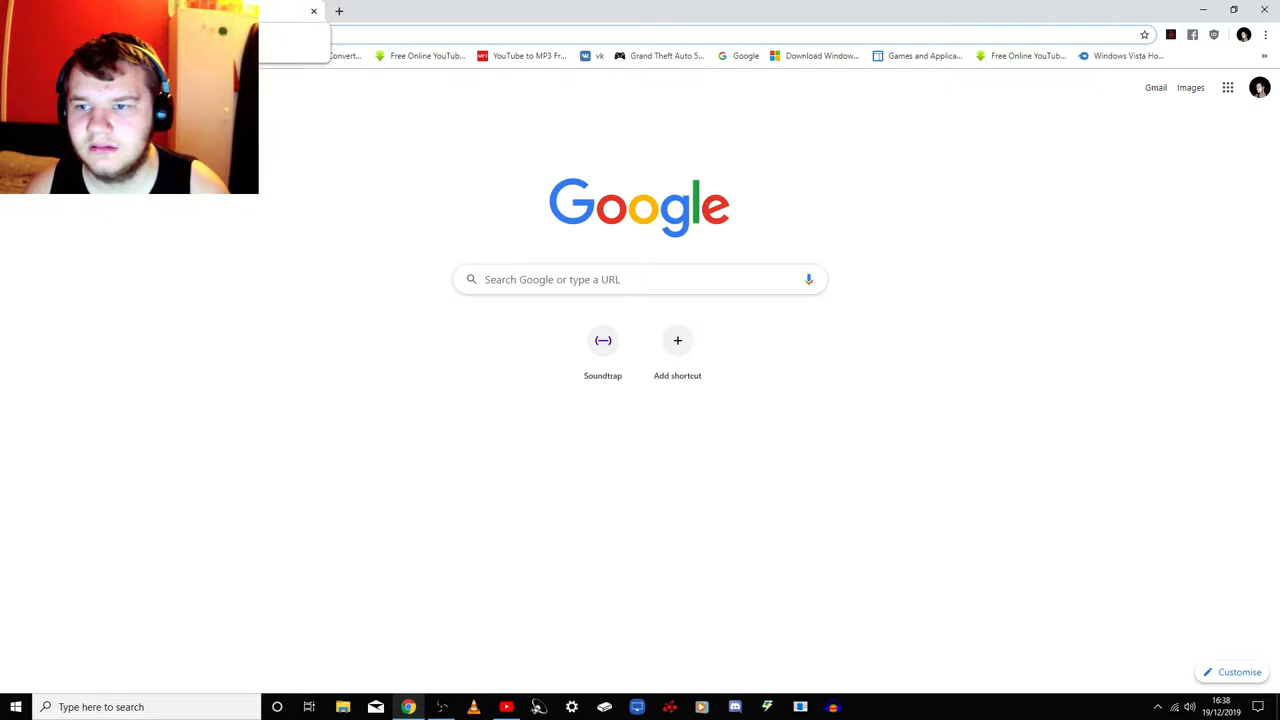 onvert...
Free Online YouTub...
YouTube to MP3 Fr...
vk
Grand Theft Auto 5...
Google
Download Window...
Games and Applica...
Free Online YouTub...
Windows Vista Ho...
»
Gmail
Images
Google
Search Google or type a URL
Soundtrap
Add shortcut
Customise
Type here to search
16:38
19/12/2019